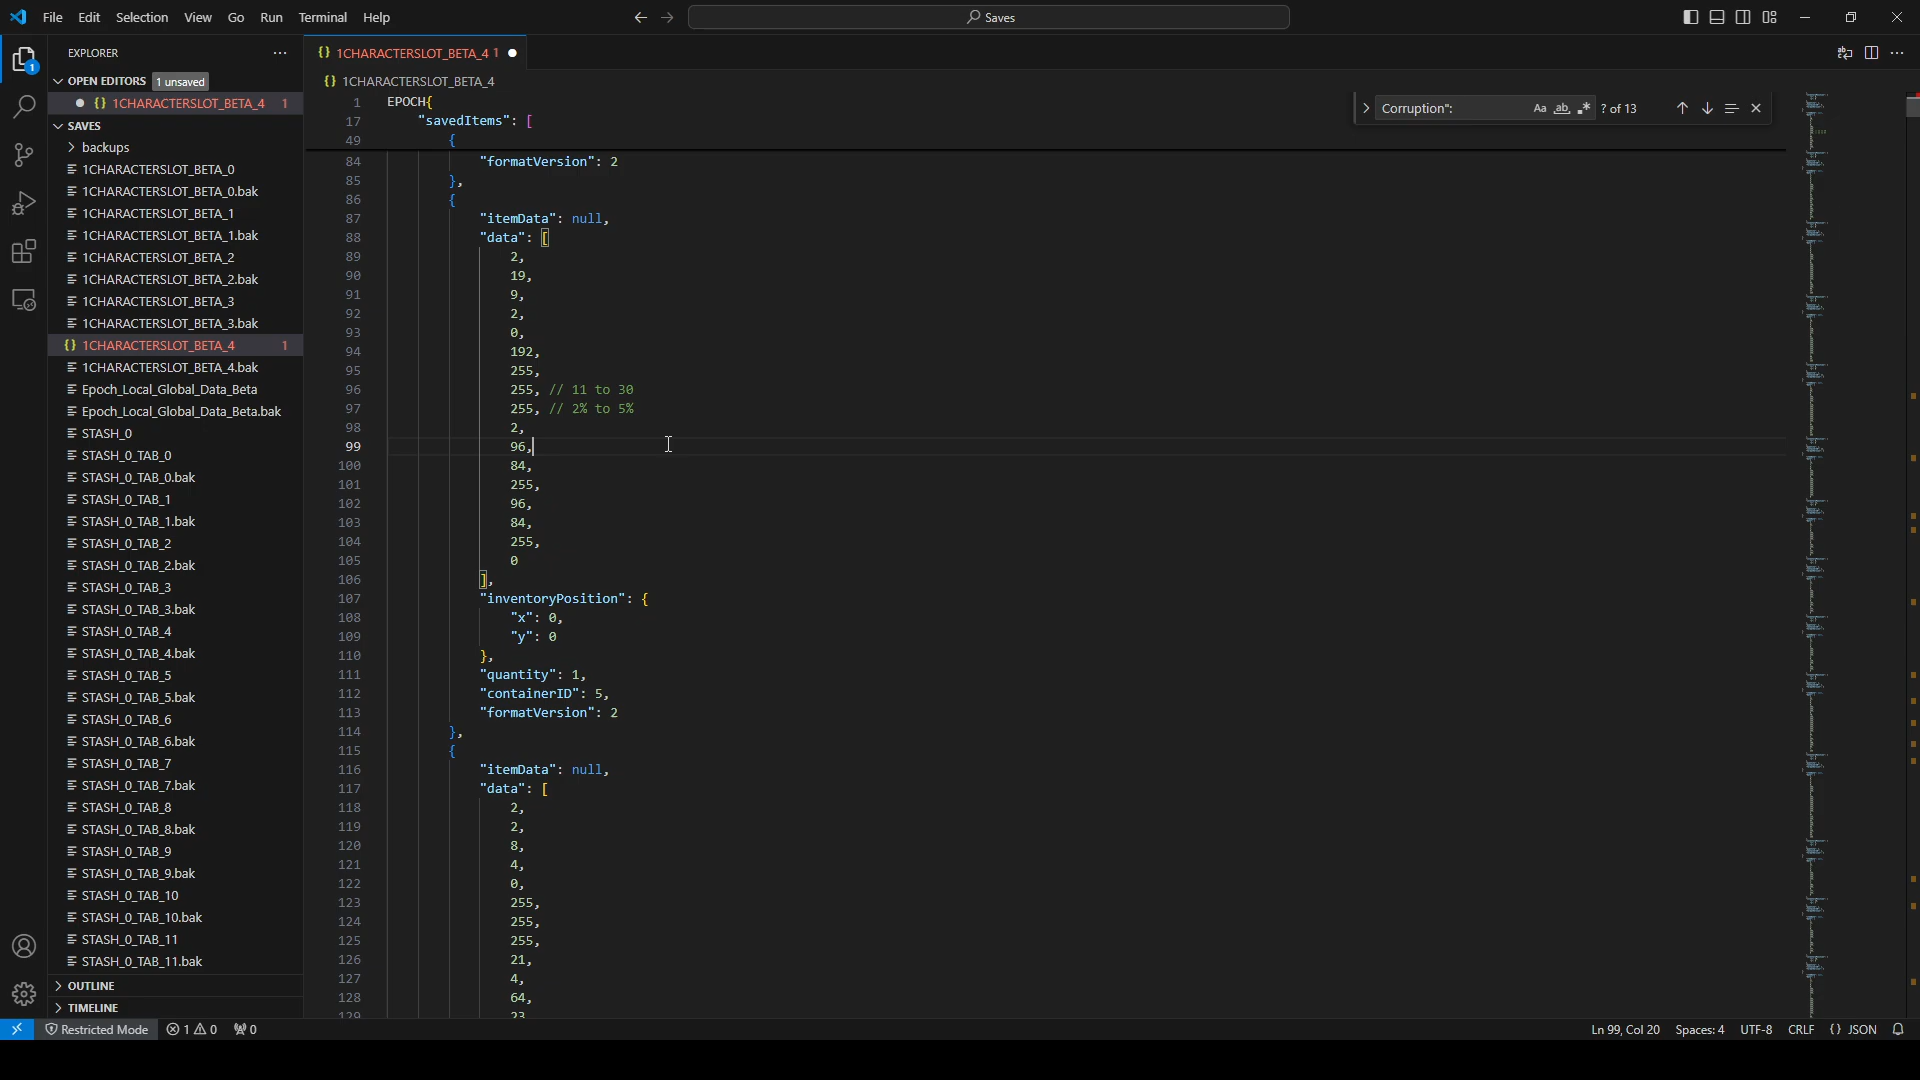 File Edit Selection View Go Run Terminal Help
Saves
EXPLORER
OPEN EDITORS 1 unsaved
{} 1CHARACTERSLOT_BETA_4 1
SAVES
backups
1CHARACTERSLOT_BETA_0
1CHARACTERSLOT_BETA_0.bak
1CHARACTERSLOT_BETA_1
1CHARACTERSLOT_BETA_1.bak
1CHARACTERSLOT_BETA_2
1CHARACTERSLOT_BETA_2.bak
1CHARACTERSLOT_BETA_3
1CHARACTERSLOT_BETA_3.bak
{} 1CHARACTERSLOT_BETA_4 1
1CHARACTERSLOT_BETA_4.bak
Epoch_Local_Global_Data_Beta
Epoch_Local_Global_Data_Beta.bak
STASH_0
STASH_0_TAB_0
STASH_0_TAB_0.bak
STASH_0_TAB_1
STASH_0_TAB_1.bak
STASH_0_TAB_2
STASH_0_TAB_2.bak
STASH_0_TAB_3
STASH_0_TAB_3.bak
STASH_0_TAB_4
STASH_0_TAB_4.bak
STASH_0_TAB_5
STASH_0_TAB_5.bak
STASH_0_TAB_6
STASH_0_TAB_6.bak
STASH_0_TAB_7
STASH_0_TAB_7.bak
STASH_0_TAB_8
STASH_0_TAB_8.bak
STASH_0_TAB_9
STASH_0_TAB_9.bak
STASH_0_TAB_10
STASH_0_TAB_10.bak
STASH_0_TAB_11
STASH_0_TAB_11.bak
OUTLINE
TIMELINE
{} 1CHARACTERSLOT_BETA_4 1
{} 1CHARACTERSLOT_BETA_4
Corruption": Aa ab .* ? of 13
1 EPOCH{
17 "savedItems": [
49 {
84 "formatVersion": 2
85 },
86 {
87 "itemData": null,
88 "data": [
89 2,
90 19,
91 9,
92 2,
93 0,
94 192,
95 255,
96 255, // 11 to 30
97 255, // 2% to 5%
98 2,
99 96,
100 84,
101 255,
102 96,
103 84,
104 255,
105 0
106 ],
107 "inventoryPosition": {
108 "x": 0,
109 "y": 0
110 },
111 "quantity": 1,
112 "containerID": 5,
113 "formatVersion": 2
114 },
115 {
116 "itemData": null,
117 "data": [
118 2,
119 2,
120 8,
121 4,
122 0,
123 255,
124 255,
125 255,
126 21,
127 4,
128 64,
129 23
1
Restricted Mode 1 0 0 Ln 99, Col 20 Spaces: 4 UTF-8 CRLF {} JSON